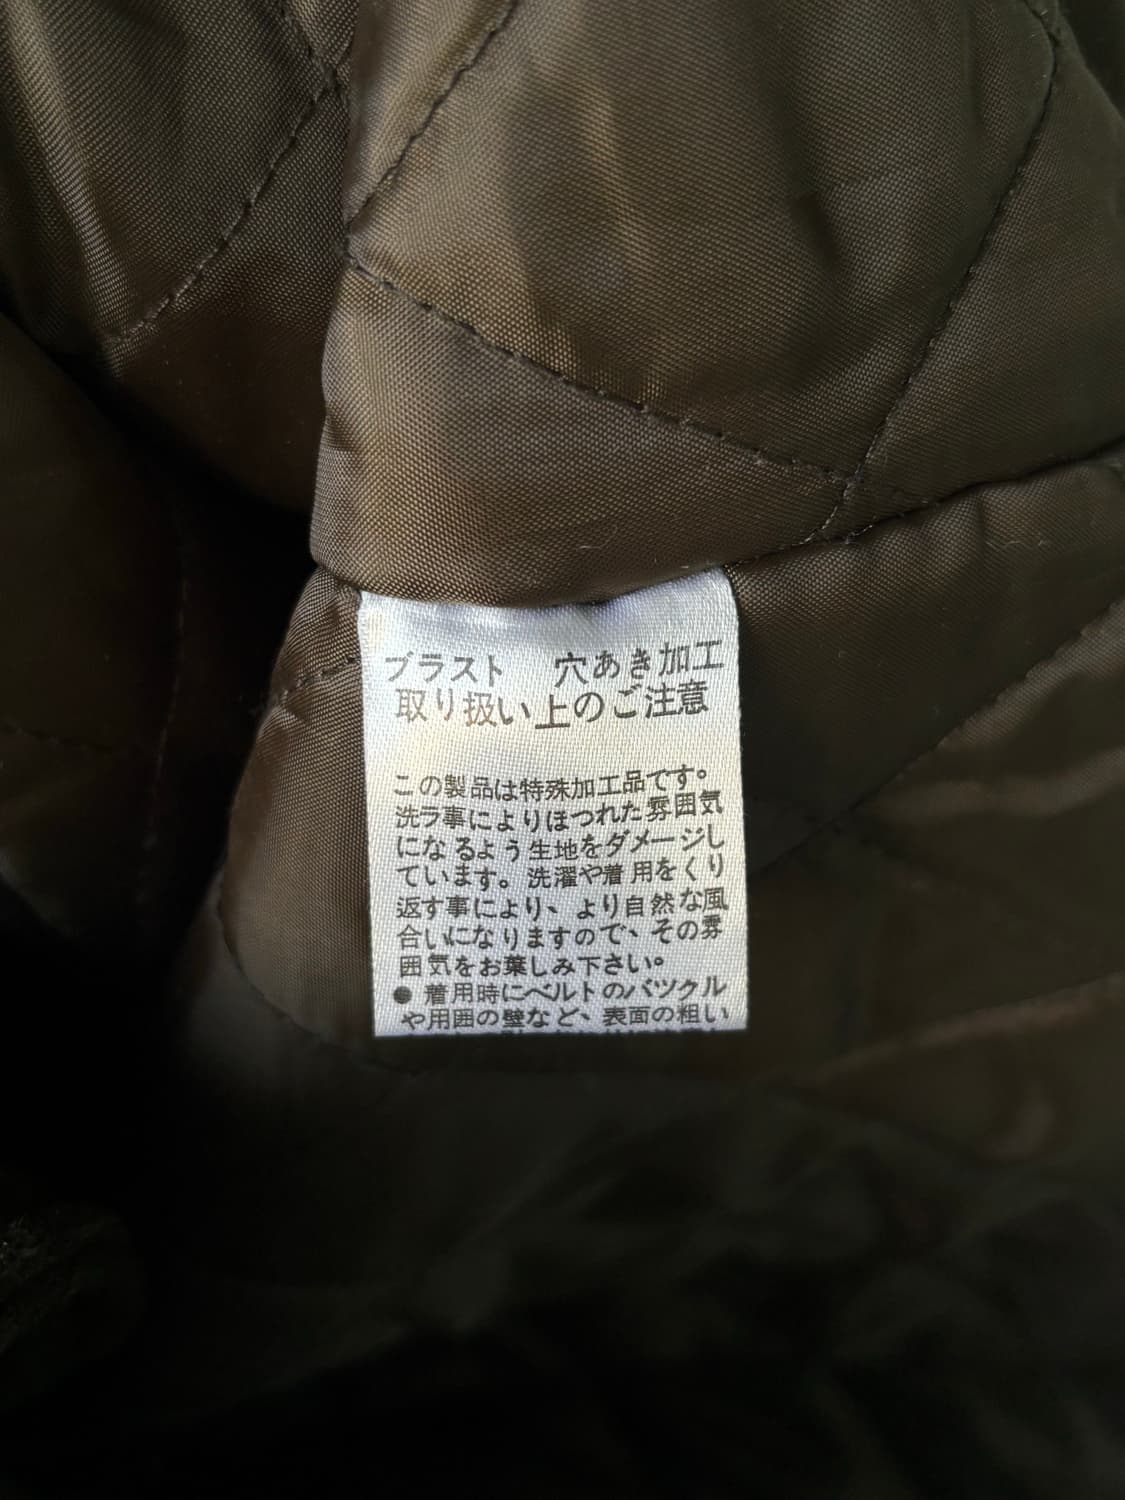 ブラスト　穴あき加工
取り扱い上のご注意
この製品は特殊加工品です。
洗ラ事によりほつれた雰囲気
になるよう生地をダメージし
ています。洗濯や着用をくり
返す事により、より自然な風
合いになりますので、その雰
囲気をお葉しみ下さい。
●着用時にベルトのバックル
や用囲の壁など、表面の粗い